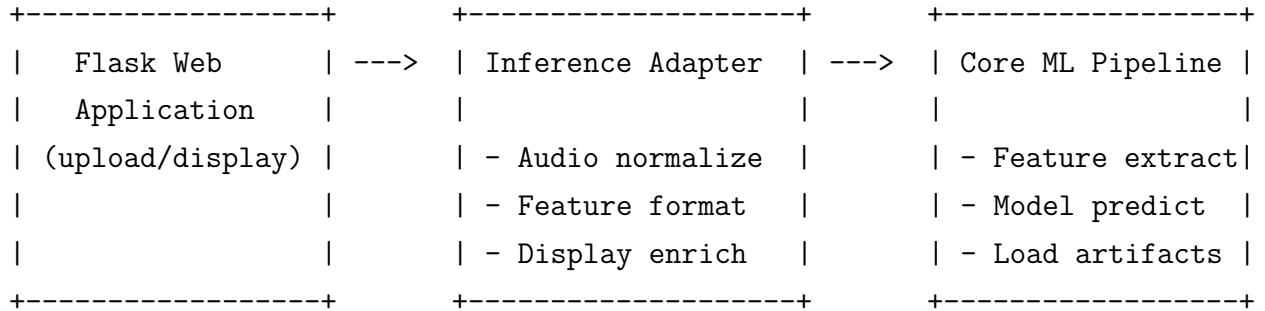 +------------------+       +-------------------+       +------------------+
|   Flask Web      | --->  | Inference Adapter  | --->  | Core ML Pipeline |
|   Application    |       |                    |       |                  |
| (upload/display) |       | - Audio normalize  |       | - Feature extract|
|                  |       | - Feature format   |       | - Model predict  |
|                  |       | - Display enrich   |       | - Load artifacts |
+------------------+       +-------------------+       +------------------+